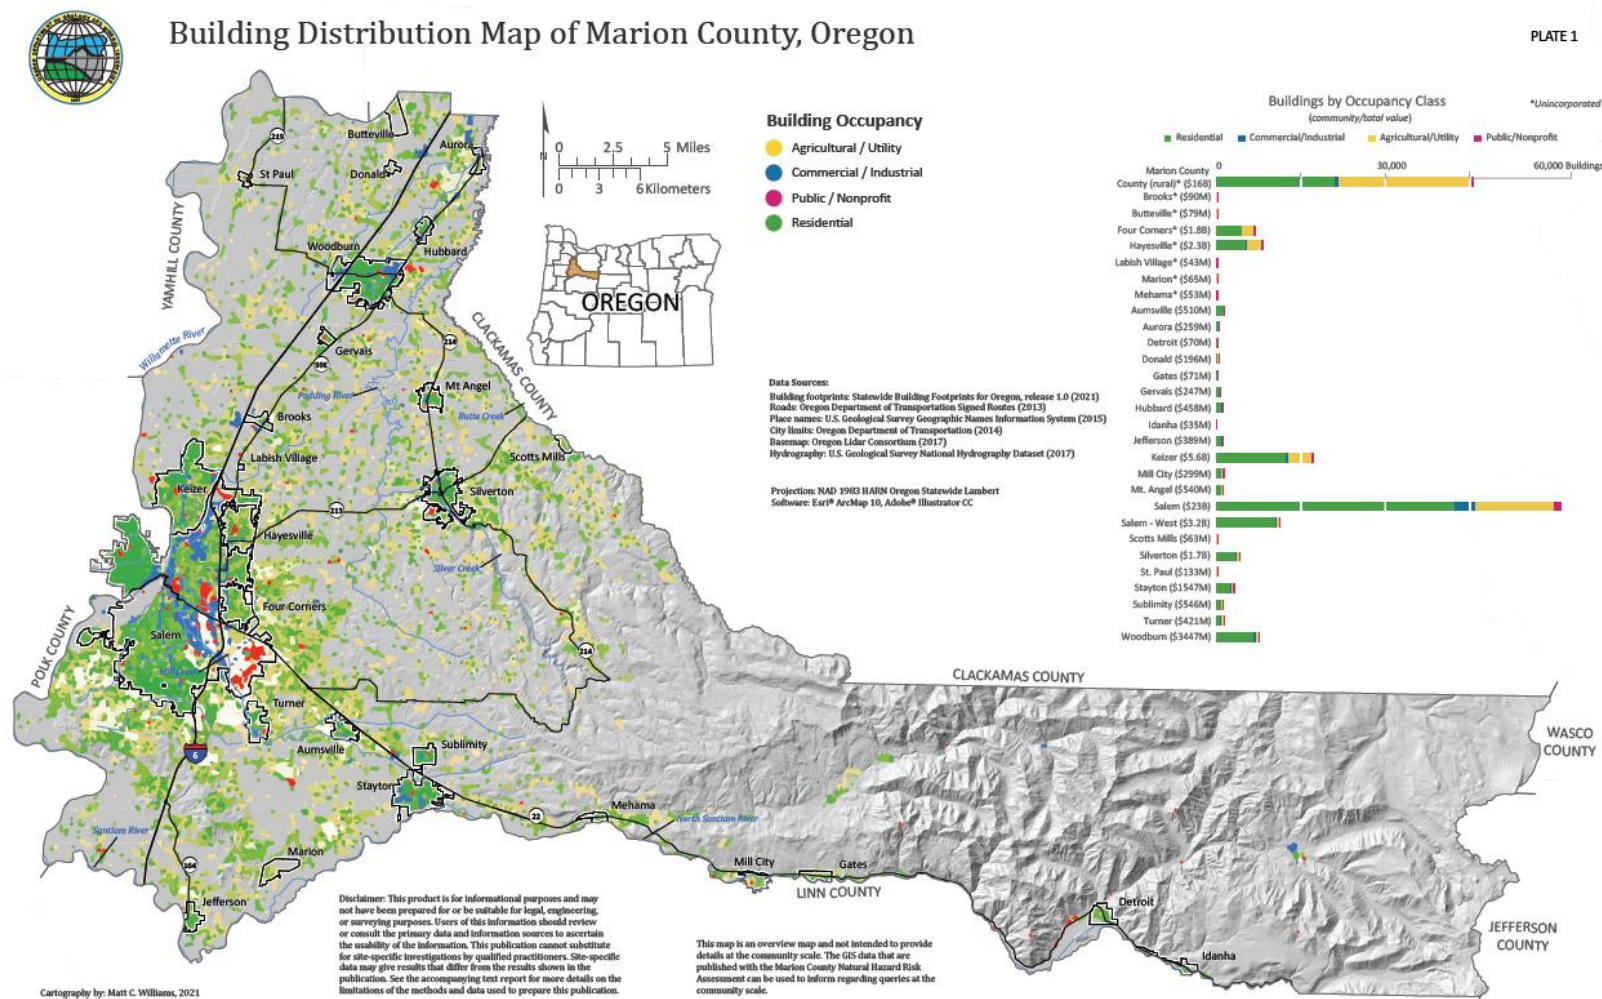 Building Distribution Map of Marion County, Oregon
PLATE 1
219
Butteville
Aurora
St Paul
Donald
YAMHILL COUNTY
Woodburn
Hubbard
Willamette River
CLACKAMAS COUNTY
214
Gervais
99E
Pudding River
Mt Angel
Butte Creek
Brooks
Labish Village
Scotts Mills
Keizer
Silverton
213
Hayesville
Silver Creek
Four Corners
POLK COUNTY
Salem
214
Turner
Aumsville
Sublimity
Stayton
Mehama
22
North Santiam River
Santiam River
Marion
164
Jefferson
Mill City
Gates
LINN COUNTY
Detroit
Idanha
CLACKAMAS COUNTY
WASCO
COUNTY
JEFFERSON
COUNTY
N
0 2.5 5 Miles
0 3 6 Kilometers
OREGON
Building Occupancy
Agricultural / Utility
Commercial / Industrial
Public / Nonprofit
Residential
Data Sources:
Building footprints: Statewide Building Footprints for Oregon, release 1.0 (2021)
Roads: Oregon Department of Transportation Signed Routes (2013)
Place names: U.S. Geological Survey Geographic Names Information System (2015)
City limits: Oregon Department of Transportation (2014)
Basemap: Oregon Lidar Consortium (2017)
Hydrography: U.S. Geological Survey National Hydrography Dataset (2017)
Projection: NAD 1983 HARN Oregon Statewide Lambert
Software: Esri® ArcMap 10, Adobe® Illustrator CC
Buildings by Occupancy Class
(community/total value)
*Unincorporated
Residential Commercial/Industrial Agricultural/Utility Public/Nonprofit
0 30,000 60,000 Buildings
Marion County
County (rural)* ($16B)
Brooks* ($90M)
Butteville* ($79M)
Four Corners* ($1.8B)
Hayesville* ($2.3B)
Labish Village* ($43M)
Marion* ($65M)
Mehama* ($53M)
Aumsville ($510M)
Aurora ($259M)
Detroit ($70M)
Donald ($196M)
Gates ($71M)
Gervais ($247M)
Hubbard ($458M)
Idanha ($35M)
Jefferson ($389M)
Keizer ($5.6B)
Mill City ($299M)
Mt. Angel ($540M)
Salem ($23B)
Salem - West ($3.2B)
Scotts Mills ($63M)
Silverton ($1.7B)
St. Paul ($133M)
Stayton ($1547M)
Sublimity ($546M)
Turner ($421M)
Woodburn ($3447M)
Disclaimer: This product is for informational purposes and may
not have been prepared for or be suitable for legal, engineering,
or surveying purposes. Users of this information should review
or consult the primary data and information sources to ascertain
the usability of the information. This publication cannot substitute
for site-specific investigations by qualified practitioners. Site-specific
data may give results that differ from the results shown in the
publication. See the accompanying text report for more details on the
limitations of the methods and data used to prepare this publication.
This map is an overview map and not intended to provide
details at the community scale. The GIS data that are
published with the Marion County Natural Hazard Risk
Assessment can be used to inform regarding queries at the
community scale.
Cartography by: Matt C. Williams, 2021